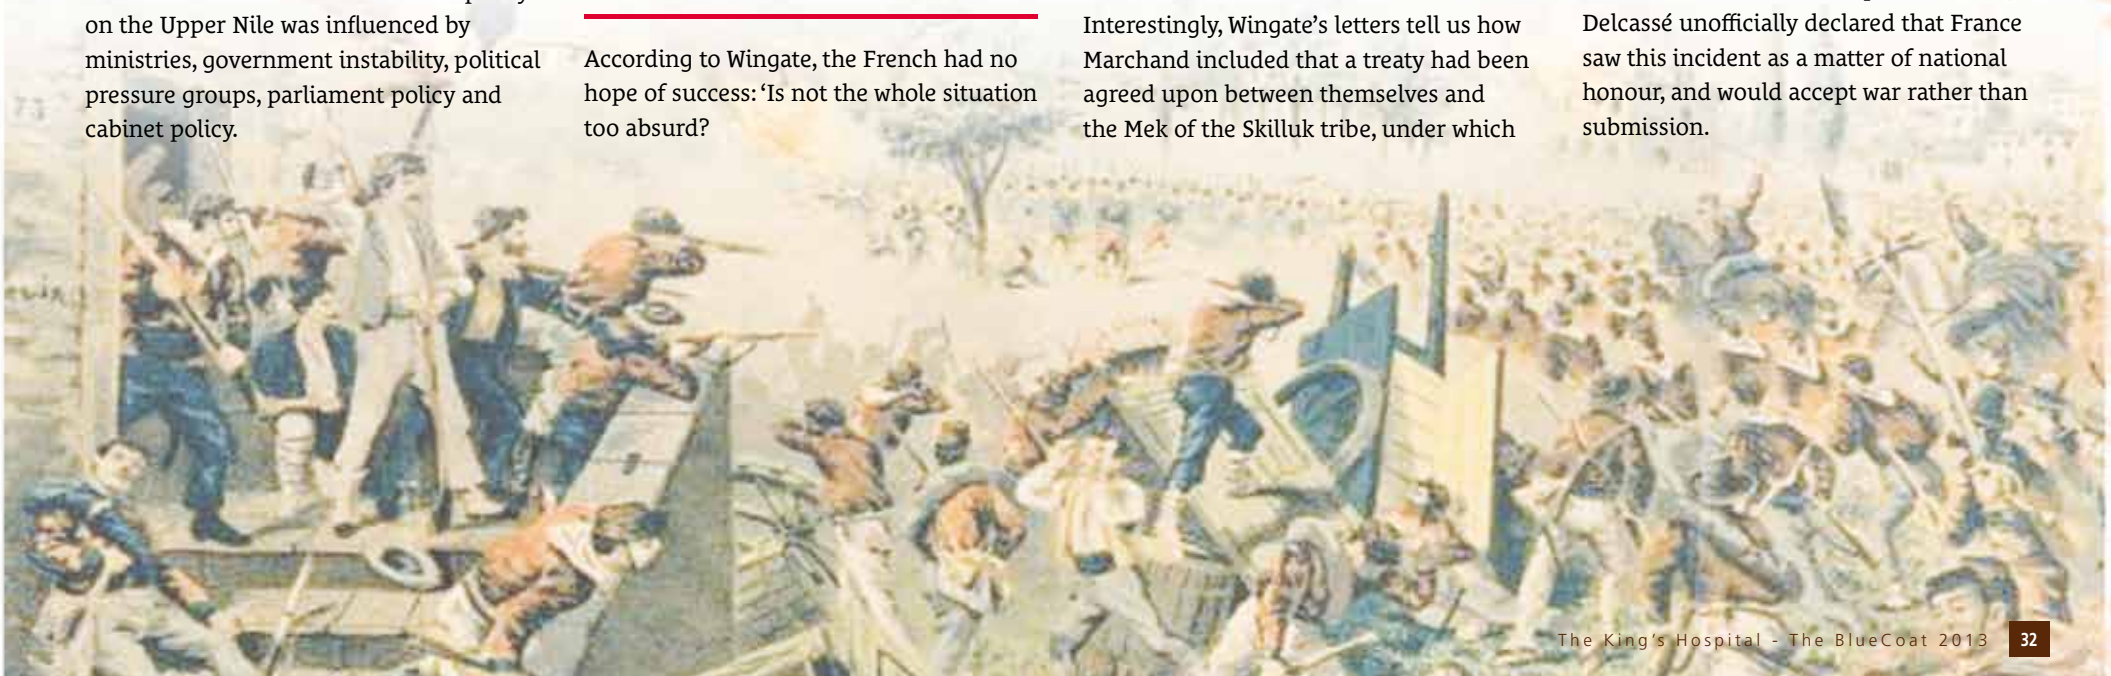 on the Upper Nile was influenced by
ministries, government instability, political
pressure groups, parliament policy and
cabinet policy.
According to Wingate, the French had no
hope of success: ‘Is not the whole situation
too absurd?
Interestingly, Wingate’s letters tell us how
Marchand included that a treaty had been
agreed upon between themselves and
the Mek of the Skilluk tribe, under which
Delcassé unofficially declared that France
saw this incident as a matter of national
honour, and would accept war rather than
submission.
The King's Hospital - The BlueCoat 2013 32